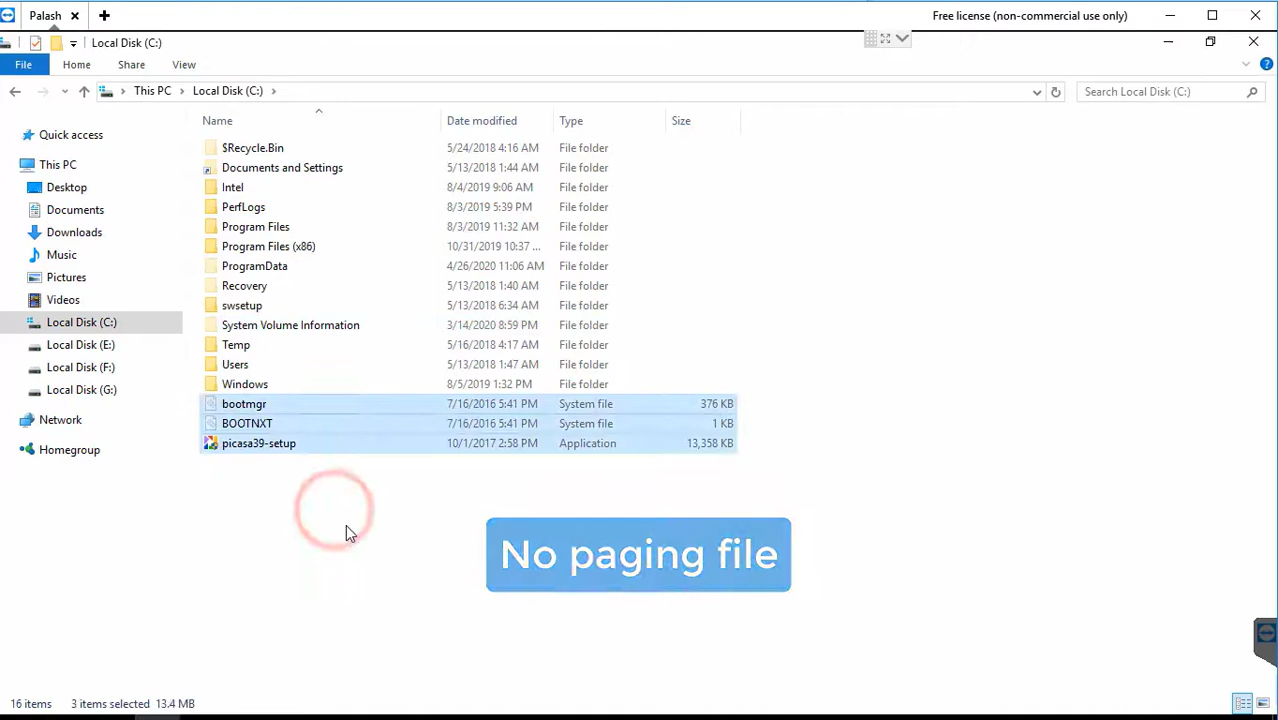 Palash
Free license (non-commercial use only)
Local Disk (C:)
File Home Share View
This PC Local Disk (C:)
Search Local Disk (C:)
Name Date modified Type Size
Quick access
This PC
Desktop
Documents
Downloads
Music
Pictures
Videos
Local Disk (C:)
Local Disk (E:)
Local Disk (F:)
Local Disk (G:)
Network
Homegroup
$Recycle.Bin 5/24/2018 4:16 AM File folder
Documents and Settings 5/13/2018 1:44 AM File folder
Intel 8/4/2019 9:06 AM File folder
PerfLogs 8/3/2019 5:39 PM File folder
Program Files 8/3/2019 11:32 AM File folder
Program Files (x86) 10/31/2019 10:37 ... File folder
ProgramData 4/26/2020 11:06 AM File folder
Recovery 5/13/2018 1:40 AM File folder
swsetup 5/13/2018 6:34 AM File folder
System Volume Information 3/14/2020 8:59 PM File folder
Temp 5/16/2018 4:17 AM File folder
Users 5/13/2018 1:47 AM File folder
Windows 8/5/2019 1:32 PM File folder
bootmgr 7/16/2016 5:41 PM System file 376 KB
BOOTNXT 7/16/2016 5:41 PM System file 1 KB
picasa39-setup 10/1/2017 2:58 PM Application 13,358 KB
No paging file
16 items 3 items selected 13.4 MB